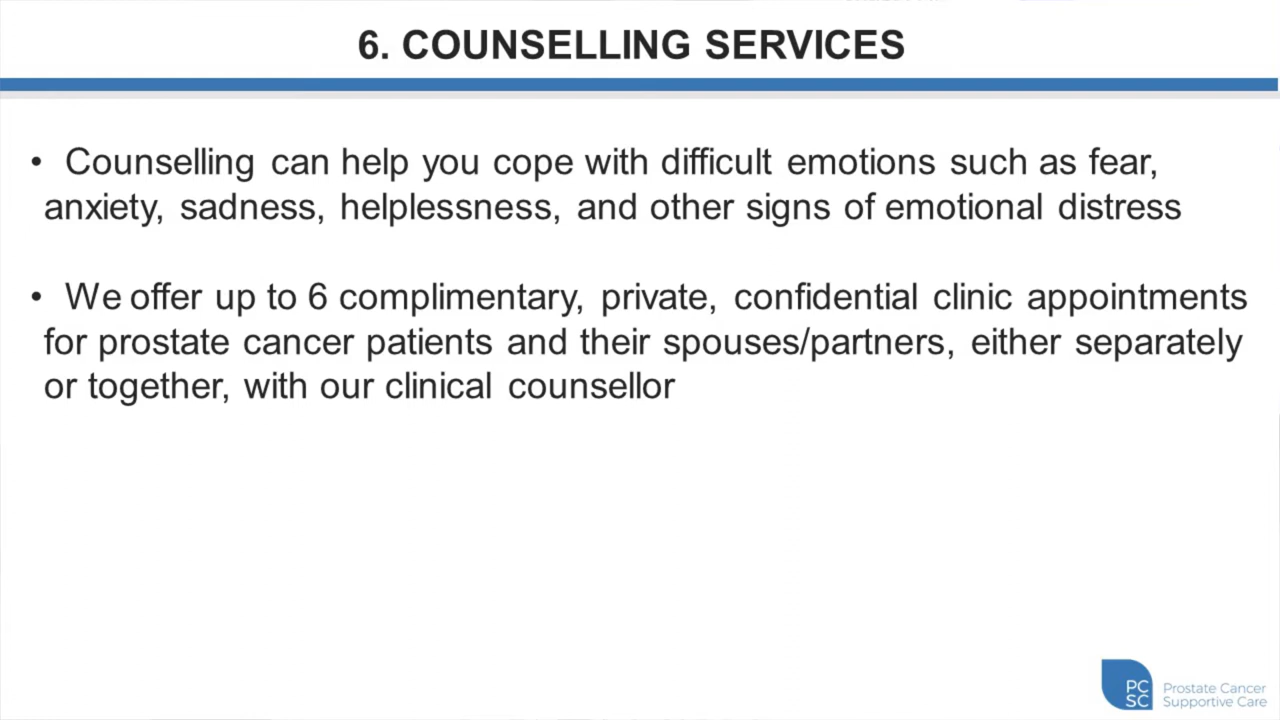 6. COUNSELLING SERVICES
• Counselling can help you cope with difficult emotions such as fear,
anxiety, sadness, helplessness, and other signs of emotional distress
• We offer up to 6 complimentary, private, confidential clinic appointments
for prostate cancer patients and their spouses/partners, either separately
or together, with our clinical counsellor
PC
SC
Prostate Cancer
Supportive Care